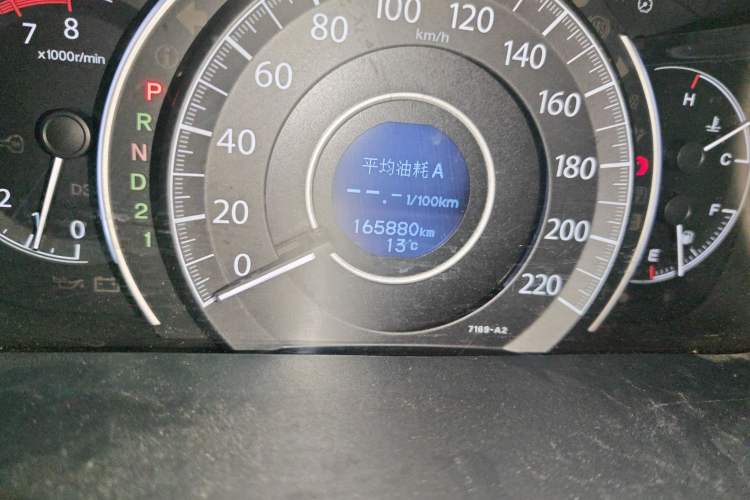 7 8
x1000r/min
2 1 0
P
R
N
D
D3
2
1
0 20 40 60 80 100 120 140 160 180 200 220
km/h
平均油耗 A
--.- l/100km
165880km
13℃
7169-A2
H
C
F
E